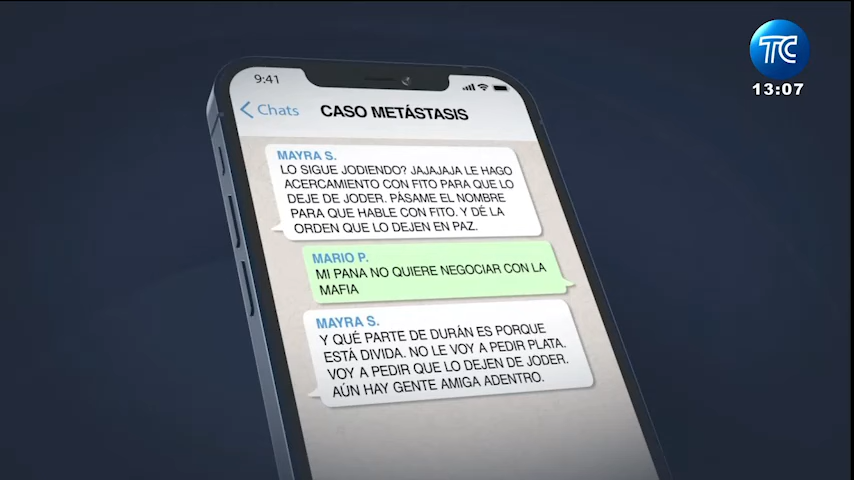 TC
13:07
9:41
Chats
CASO METÁSTASIS
MAYRA S.
LO SIGUE JODIENDO? JAJAJAJA LE HAGO
ACERCAMIENTO CON FITO PARA QUE LO
DEJE DE JODER. PÁSAME EL NOMBRE
PARA QUE HABLE CON FITO. Y DÉ LA
ORDEN QUE LO DEJEN EN PAZ.
MARIO P.
MI PANA NO QUIERE NEGOCIAR CON LA
MAFIA
MAYRA S.
Y QUÉ PARTE DE DURÁN ES PORQUE
ESTÁ DIVIDA. NO LE VOY A PEDIR PLATA.
VOY A PEDIR QUE LO DEJEN DE JODER.
AÚN HAY GENTE AMIGA ADENTRO.